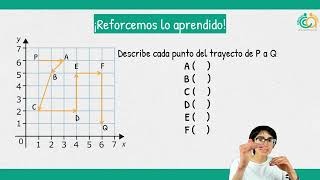 ¡Reforcemos lo aprendido!
Describe cada punto del trayecto de P a Q
A( )
B( )
C( )
D( )
E( )
F( )
y
7
6
5
4
3
2
1
0
1 2 3 4 5 6 7 x
P
A
B
E
F
C
D
Q